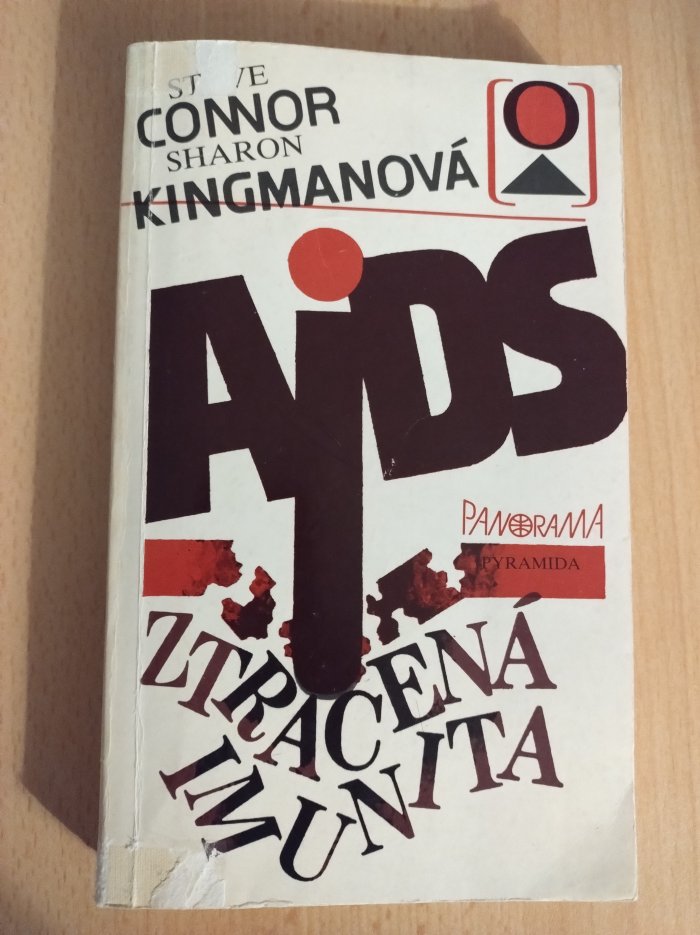 CONNOR
SHARON
KINGMANOVÁ
AIDS
PANORAMA
PYRAMIDA
ZTRACENÁ
IMUNITA